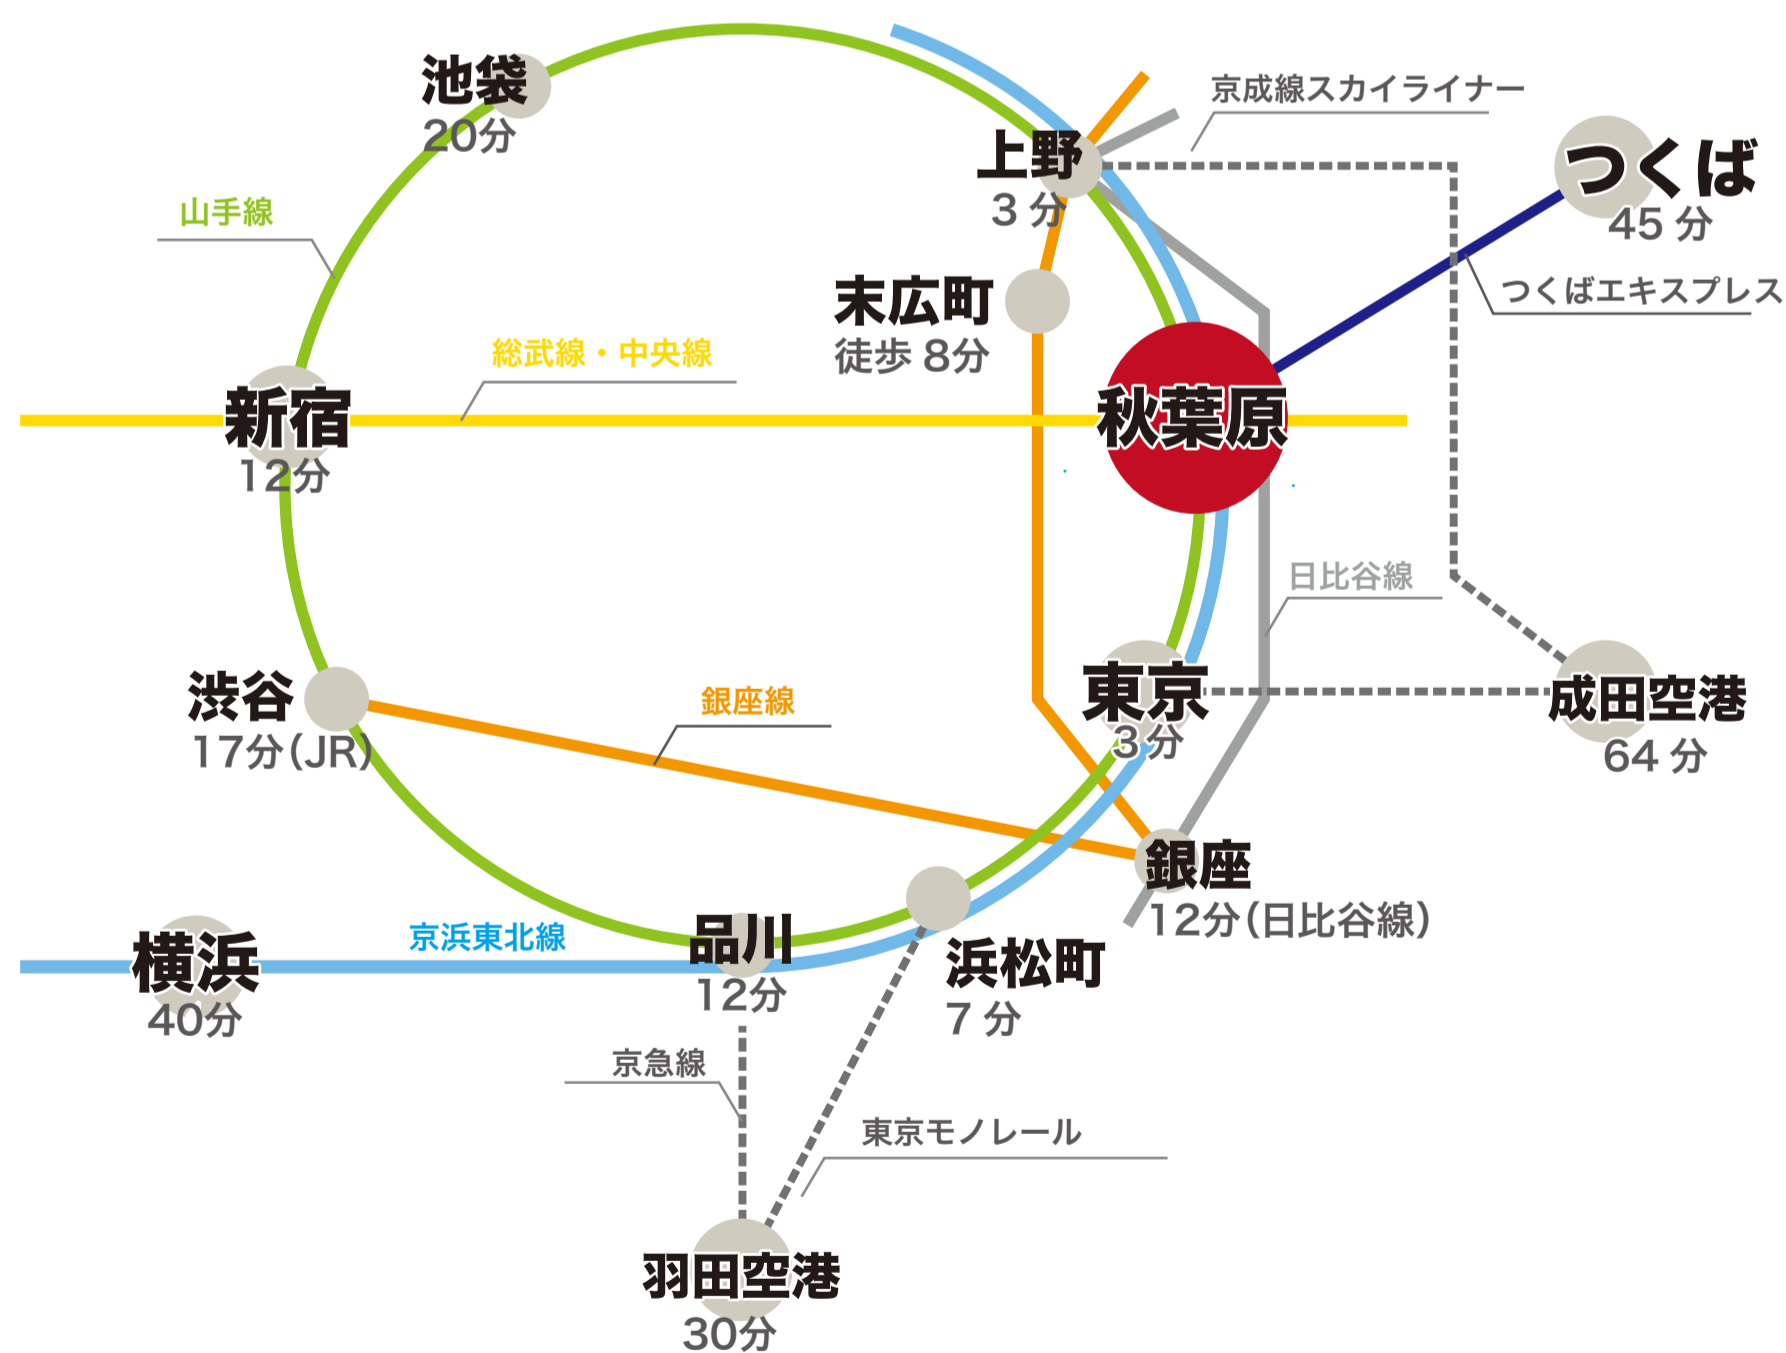 池袋
20分
京成線スカイライナー
上野
3 分
つくば
45 分
山手線
つくばエキスプレス
末広町
徒歩 8分
総武線・中央線
新宿
12分
秋葉原
日比谷線
渋谷
17分(JR)
銀座線
東京
3 分
成田空港
64 分
銀座
12分(日比谷線)
京浜東北線
横浜
40分
品川
12分
浜松町
7 分
京急線
東京モノレール
羽田空港
30分